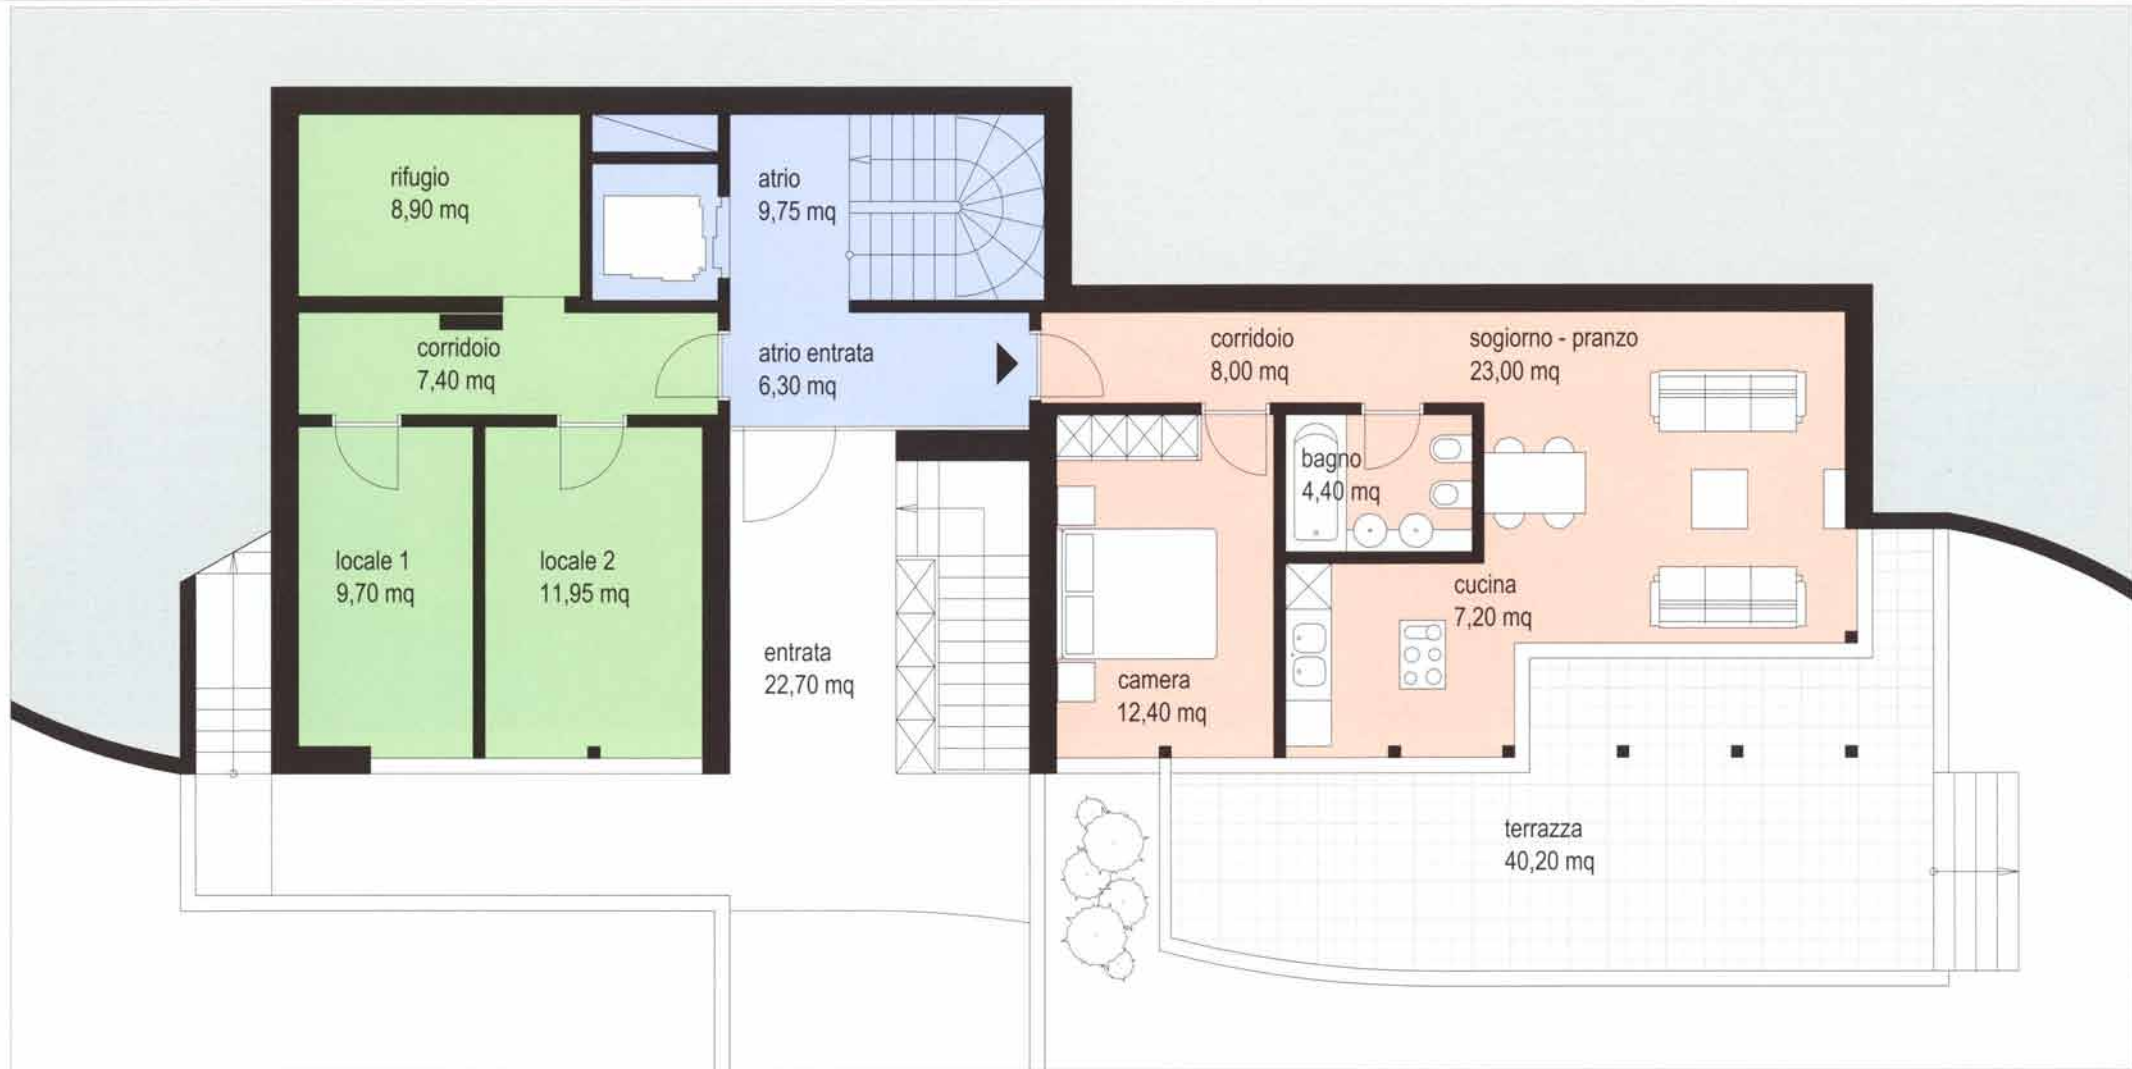 rifugio
8,90 mq
atrio
9,75 mq
corridoio
7,40 mq
atrio entrata
6,30 mq
corridoio
8,00 mq
sogiorno - pranzo
23,00 mq
bagno
4,40 mq
locale 1
9,70 mq
locale 2
11,95 mq
cucina
7,20 mq
entrata
22,70 mq
camera
12,40 mq
terrazza
40,20 mq